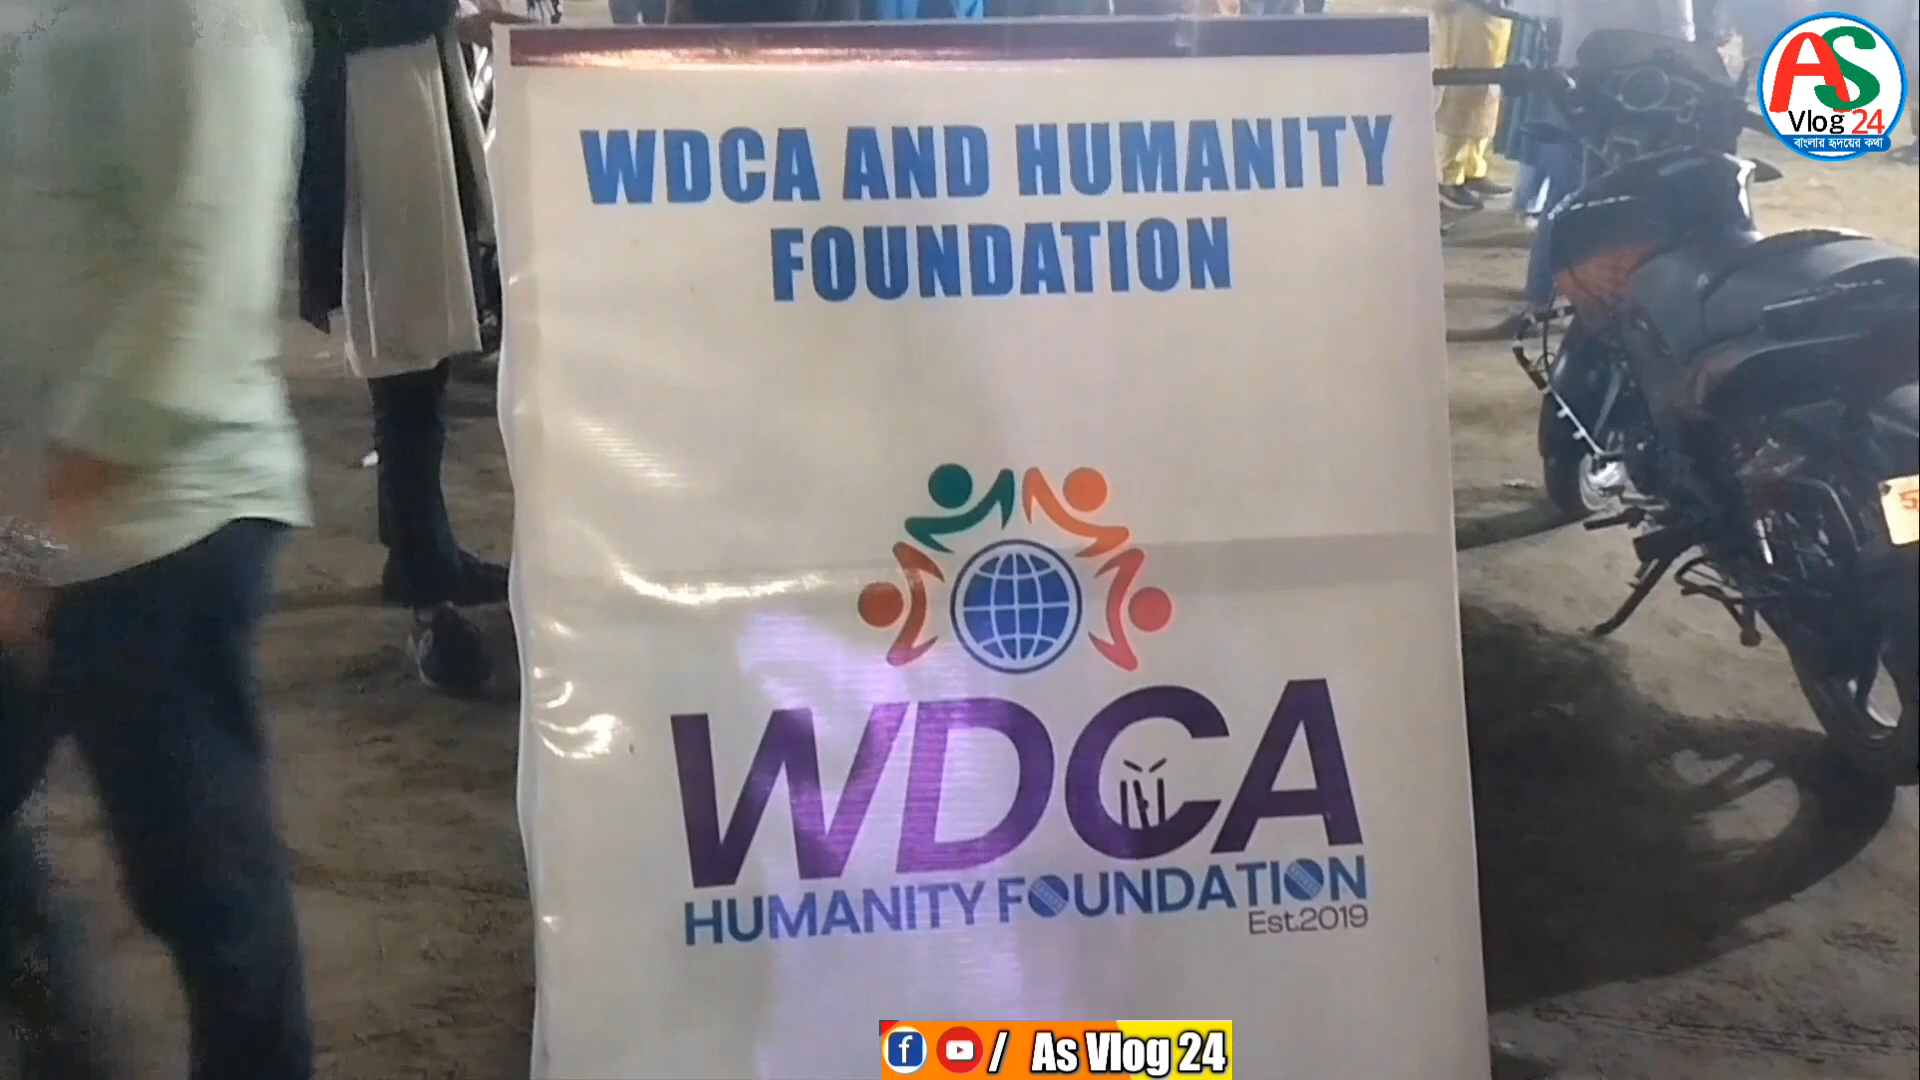 WDCA AND HUMANITY
FOUNDATION
WDCA
HUMANITY FOUNDATION
Est.2019
AS
Vlog 24
বাংলার হৃদয়ের কথা
/ As Vlog 24